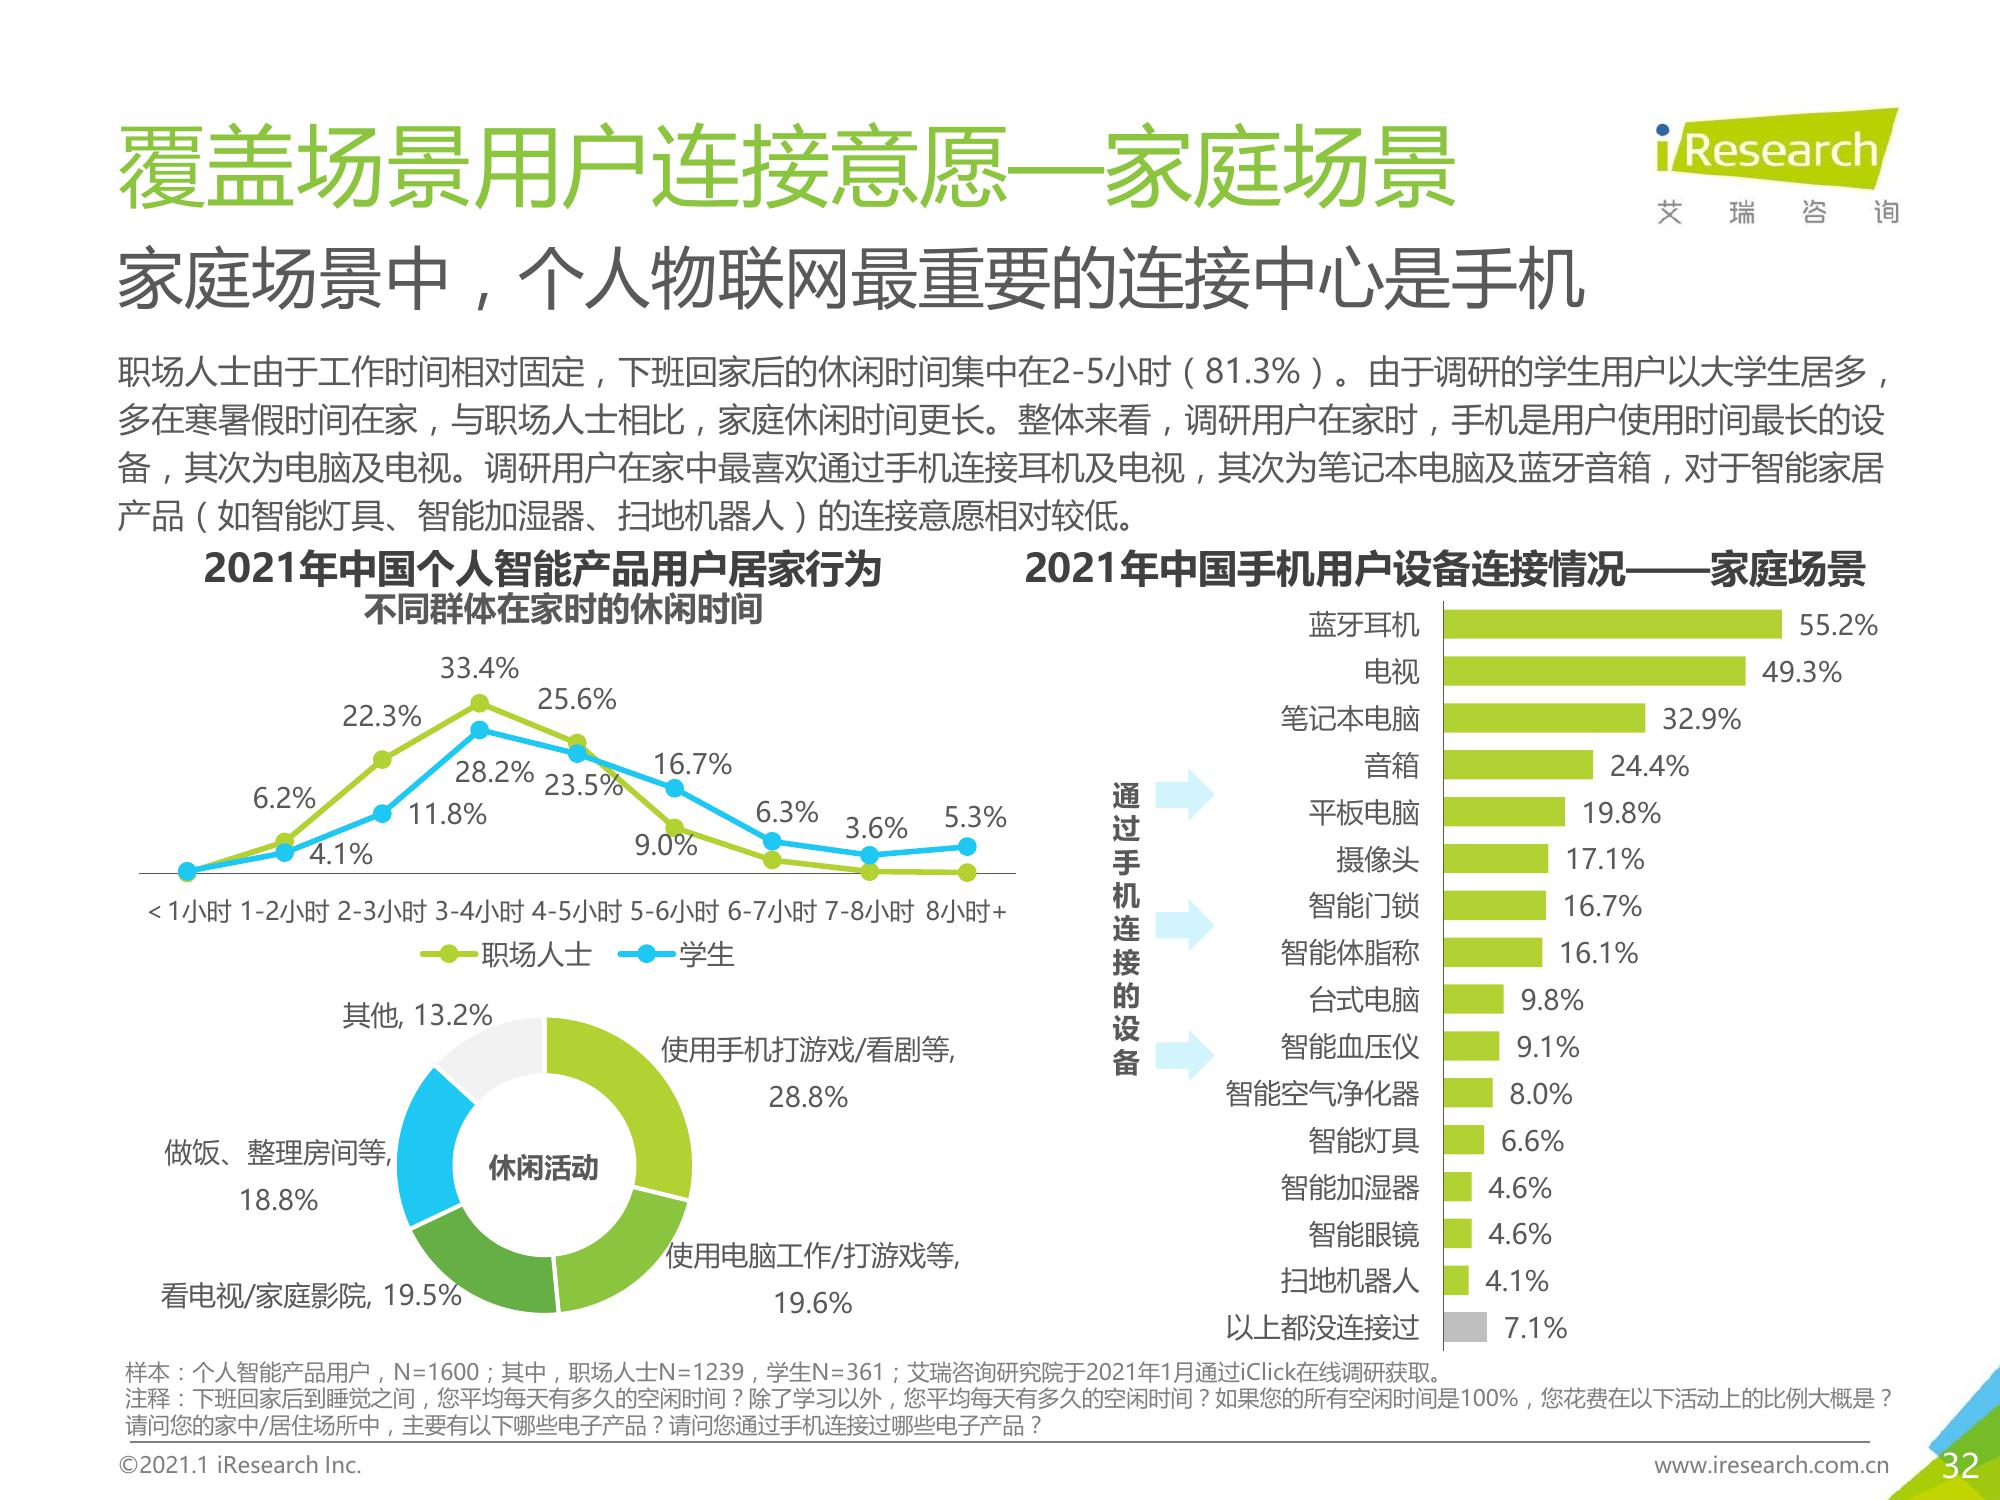 覆盖场景用户连接意愿—家庭场景
iResearch
艾瑞咨询
家庭场景中，个人物联网最重要的连接中心是手机
职场人士由于工作时间相对固定，下班回家后的休闲时间集中在2-5小时（81.3%）。由于调研的学生用户以大学生居多，
多在寒暑假时间在家，与职场人士相比，家庭休闲时间更长。整体来看，调研用户在家时，手机是用户使用时间最长的设
备，其次为电脑及电视。调研用户在家中最喜欢通过手机连接耳机及电视，其次为笔记本电脑及蓝牙音箱，对于智能家居
产品（如智能灯具、智能加湿器、扫地机器人）的连接意愿相对较低。
2021年中国个人智能产品用户居家行为
不同群体在家时的休闲时间
33.4%
25.6%
22.3%
16.7%
28.2%
23.5%
6.2%
11.8%
6.3%
3.6%
5.3%
4.1%
9.0%
<1小时 1-2小时 2-3小时 3-4小时 4-5小时 5-6小时 6-7小时 7-8小时 8小时+
职场人士 学生
其他, 13.2%
使用手机打游戏/看剧等,
28.8%
做饭、整理房间等,
18.8%
休闲活动
使用电脑工作/打游戏等,
19.6%
看电视/家庭影院, 19.5%
2021年中国手机用户设备连接情况——家庭场景
通过手机连接的设备
蓝牙耳机 55.2%
电视 49.3%
笔记本电脑 32.9%
音箱 24.4%
平板电脑 19.8%
摄像头 17.1%
智能门锁 16.7%
智能体脂称 16.1%
台式电脑 9.8%
智能血压仪 9.1%
智能空气净化器 8.0%
智能灯具 6.6%
智能加湿器 4.6%
智能眼镜 4.6%
扫地机器人 4.1%
以上都没连接过 7.1%
样本：个人智能产品用户，N=1600；其中，职场人士N=1239，学生N=361；艾瑞咨询研究院于2021年1月通过iClick在线调研获取。
注释：下班回家后到睡觉之间，您平均每天有多久的空闲时间？除了学习以外，您平均每天有多久的空闲时间？如果您的所有空闲时间是100%，您花费在以下活动上的比例大概是？
请问您的家中/居住场所中，主要有以下哪些电子产品？请问您通过手机连接过哪些电子产品？
©2021.1 iResearch Inc.
www.iresearch.com.cn
32